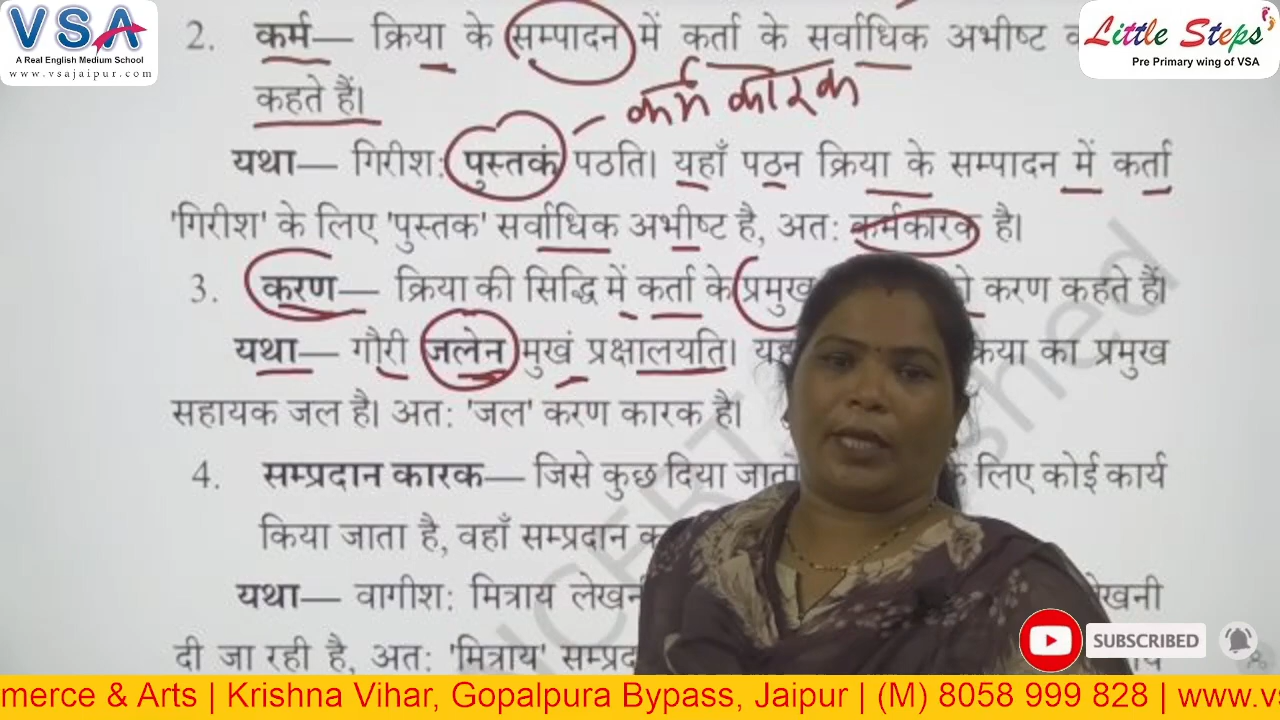 VSA
A Real English Medium School
www.vsajaipur.com
Little Steps
Pre Primary wing of VSA
2. कर्म— क्रिया के सम्पादन में कर्ता के सर्वाधिक अभीष्ट
कहते हैं।
कर्म कारक
यथा— गिरीश: पुस्तकं पठति। यहाँ पठन क्रिया के सम्पादन में कर्ता
'गिरीश' के लिए 'पुस्तक' सर्वाधिक अभीष्ट है, अत: कर्मकारक है।
3. करण— क्रिया की सिद्धि में कर्ता के प्रमुख को करण कहते हैं।
यथा— गौरी जलेन मुखं प्रक्षालयति। क्रिया का प्रमुख
सहायक जल है। अत: 'जल' करण कारक है।
4. सम्प्रदान कारक— जिसे कुछ दिया के लिए कोई कार्य
किया जाता है, वहाँ सम्प्रदान
यथा— वागीश: मित्राय
दी जा रही है, अत: 'मित्राय'
SUBSCRIBED
merce & Arts | Krishna Vihar, Gopalpura Bypass, Jaipur | (M) 8058 999 828 | www.vs